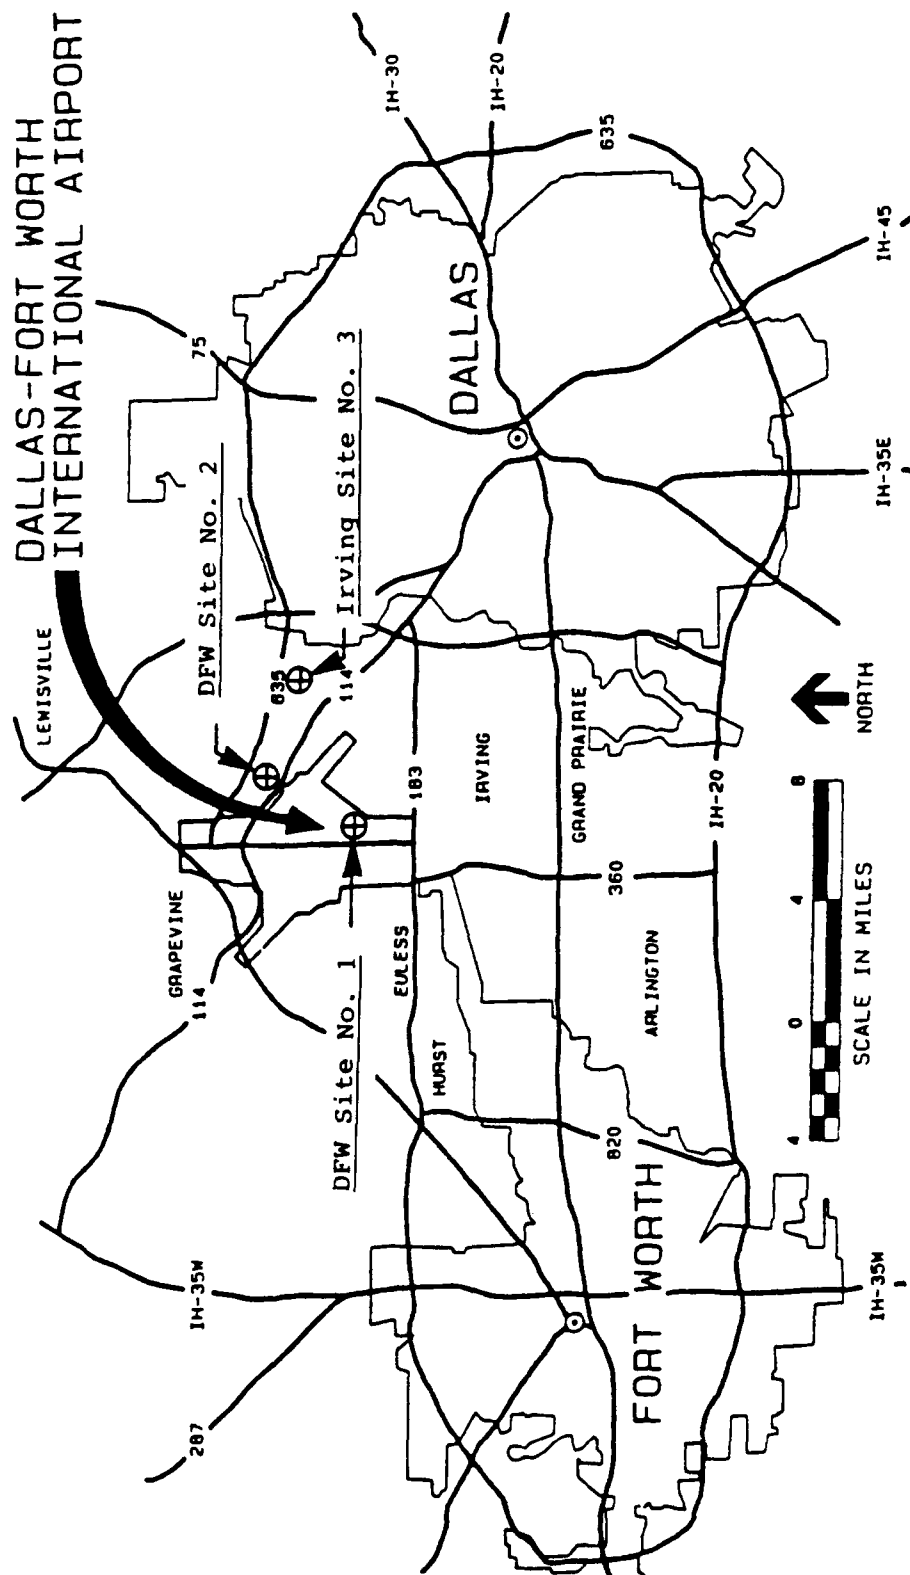 DALLAS-FORT WORTH
INTERNATIONAL AIRPORT
LEWISVILLE
DFW Site No. 2
75
IH-30
IH-20
635
Irving Site No. 3
635
114
GRAPEVINE
114
DALLAS
183
IRVING
EULESS
DFW Site No. 1
HURST
IH-35W
287
GRAND PRAIRIE
360
ARLINGTON
820
FORT WORTH
IH-20
IH-45
IH-35E
IH-35W
NORTH
4 0 4 8
SCALE IN MILES